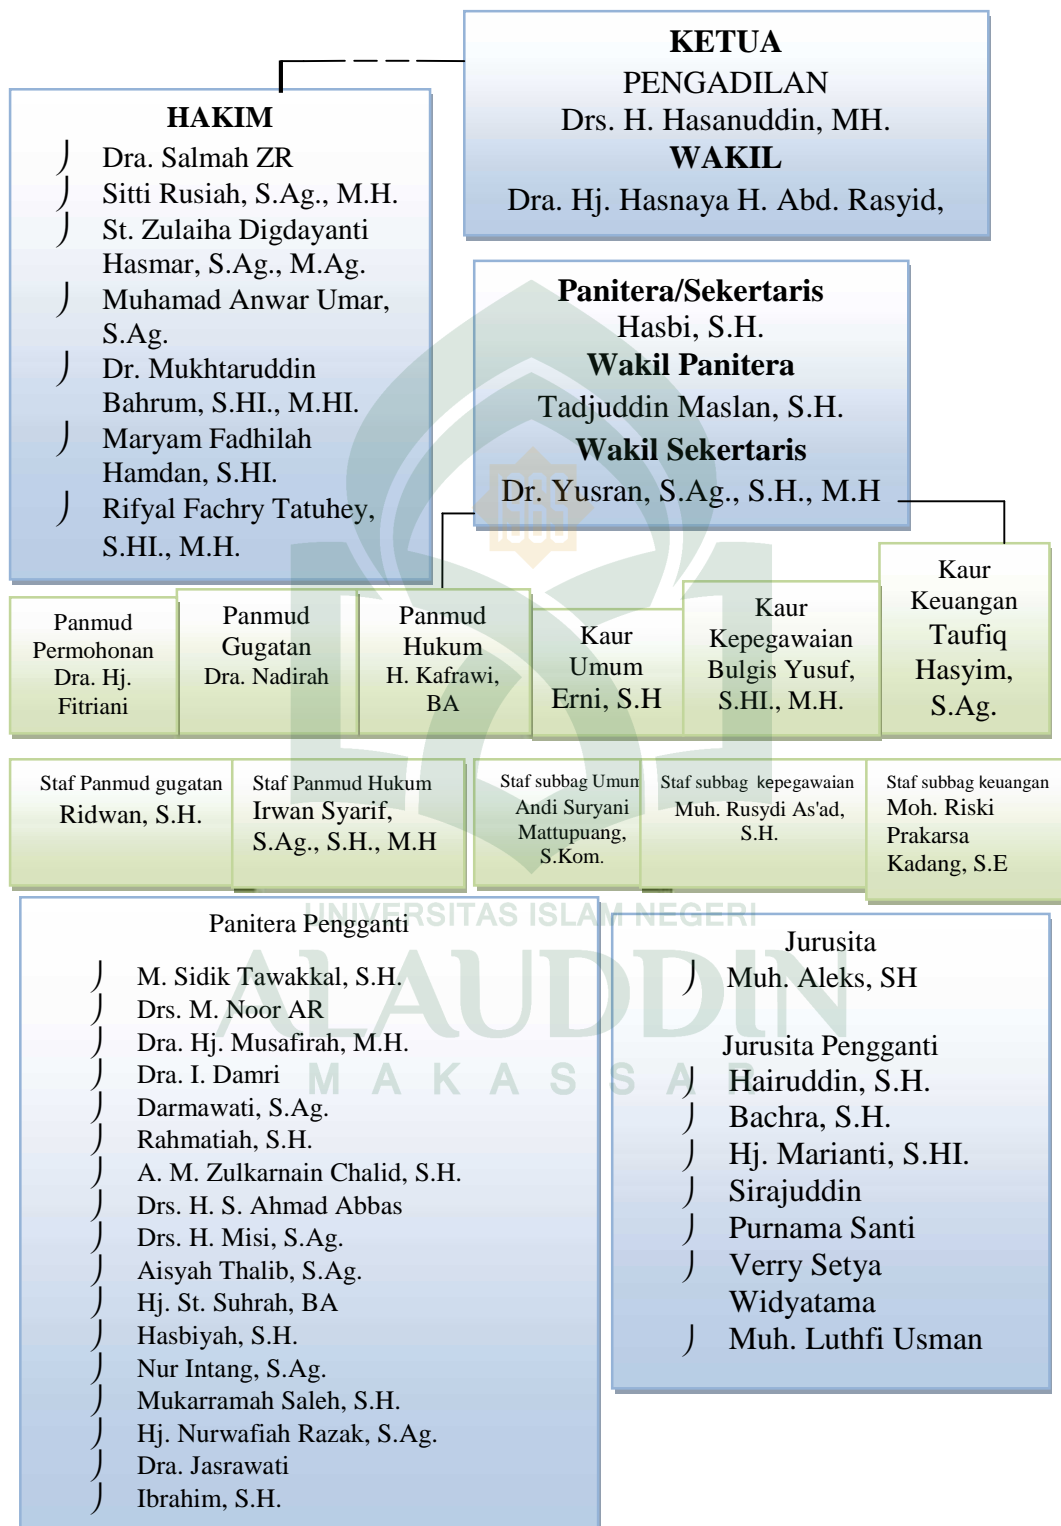 KETUA
PENGADILAN
Drs. H. Hasanuddin, MH.
WAKIL
Dra. Hj. Hasnaya H. Abd. Rasyid,
HAKIM
Dra. Salmah ZR
Sitti Rusiah, S.Ag., M.H.
St. Zulaiha Digdayanti
Hasmar, S.Ag., M.Ag.
Muhamad Anwar Umar,
S.Ag.
Dr. Mukhtaruddin
Bahrum, S.HI., M.HI.
Maryam Fadhilah
Hamdan, S.HI.
Rifyal Fachry Tatuhey,
S.HI., M.H.
Panitera/Sekertaris
Hasbi, S.H.
Wakil Panitera
Tadjuddin Maslan, S.H.
Wakil Sekertaris
Dr. Yusran, S.Ag., S.H., M.H
1965
Panmud
Permohonan
Dra. Hj.
Fitriani
Panmud
Gugatan
Dra. Nadirah
Panmud
Hukum
H. Kafrawi,
BA
Kaur
Umum
Erni, S.H
Kaur
Kepegawaian
Bulgis Yusuf,
S.HI., M.H.
Kaur
Keuangan
Taufiq
Hasyim,
S.Ag.
Staf Panmud gugatan
Ridwan, S.H.
Staf Panmud Hukum
Irwan Syarif,
S.Ag., S.H., M.H
Staf subbag Umum
Andi Suryani
Mattupuang,
S.Kom.
Staf subbag kepegawaian
Muh. Rusydi As'ad,
S.H.
Staf subbag keuangan
Moh. Riski
Prakarsa
Kadang, S.E
UNIVERSITAS ISLAM NEGERI
ALAUDDIN
MAKASSAR
Panitera Pengganti
M. Sidik Tawakkal, S.H.
Drs. M. Noor AR
Dra. Hj. Musafirah, M.H.
Dra. I. Damri
Darmawati, S.Ag.
Rahmatiah, S.H.
A. M. Zulkarnain Chalid, S.H.
Drs. H. S. Ahmad Abbas
Drs. H. Misi, S.Ag.
Aisyah Thalib, S.Ag.
Hj. St. Suhrah, BA
Hasbiyah, S.H.
Nur Intang, S.Ag.
Mukarramah Saleh, S.H.
Hj. Nurwafiah Razak, S.Ag.
Dra. Jasrawati
Ibrahim, S.H.
Jurusita
Muh. Aleks, SH
Jurusita Pengganti
Hairuddin, S.H.
Bachra, S.H.
Hj. Marianti, S.HI.
Sirajuddin
Purnama Santi
Verry Setya
Widyatama
Muh. Luthfi Usman